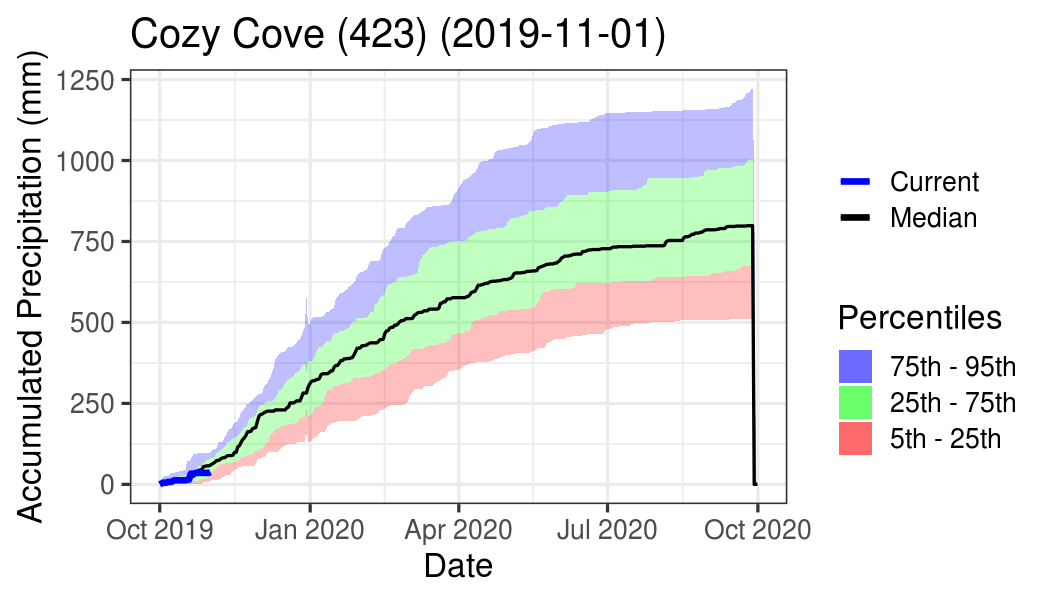 Cozy Cove (423) (2019-11-01)
Accumulated Precipitation (mm)
1250
1000
750
500
250
0
Oct 2019
Jan 2020
Apr 2020
Jul 2020
Oct 2020
Date
Current
Median
Percentiles
75th - 95th
25th - 75th
5th - 25th